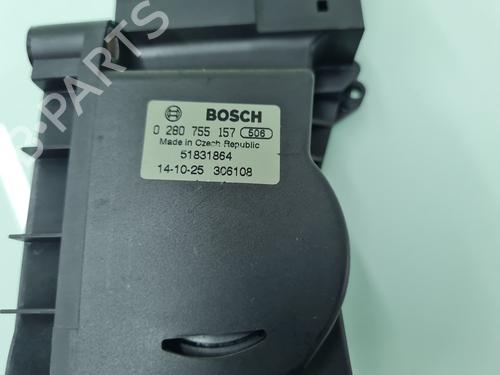 BOSCH
0 280 755 157 506
Made in Czech Republic
51831864
14-10-25 306108
B-PARTS